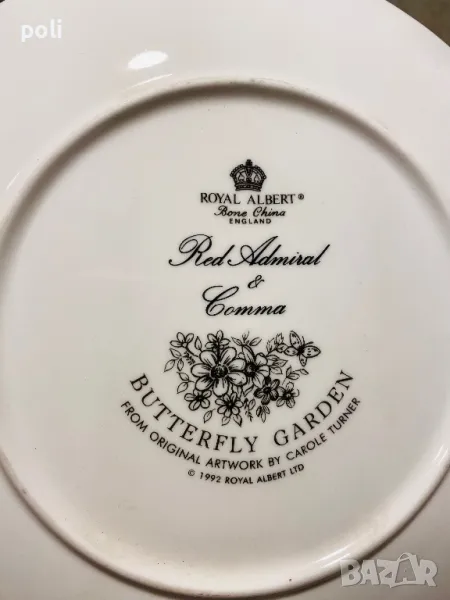 poli
ROYAL ALBERT®
Bone China
ENGLAND
Red Admiral
&
Comma
BUTTERFLY GARDEN
FROM ORIGINAL ARTWORK BY CAROLE TURNER
© 1992 ROYAL ALBERT LTD
bazar